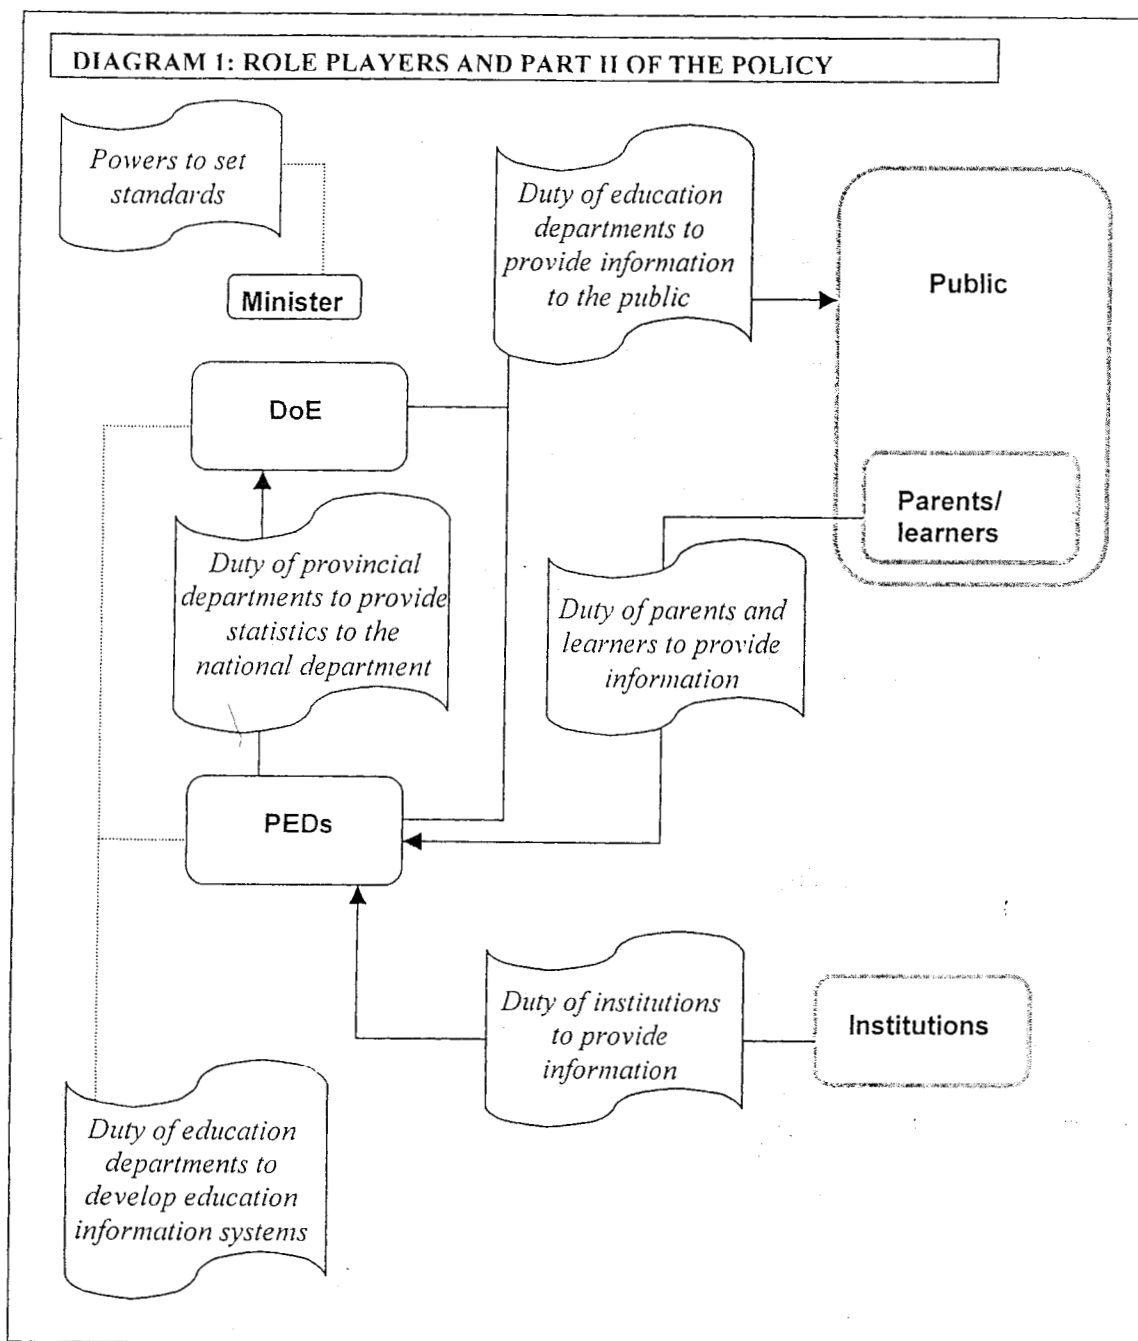 DIAGRAM 1: ROLE PLAYERS AND PART II OF THE POLICY
Powers to set
standards
Minister
Duty of education
departments to
provide information
to the public
Public
DoE
Parents/
learners
Duty of provincial
departments to provide
statistics to the
national department
Duty of parents and
learners to provide
information
PEDs
Duty of institutions
to provide
information
Institutions
Duty of education
departments to
develop education
information systems